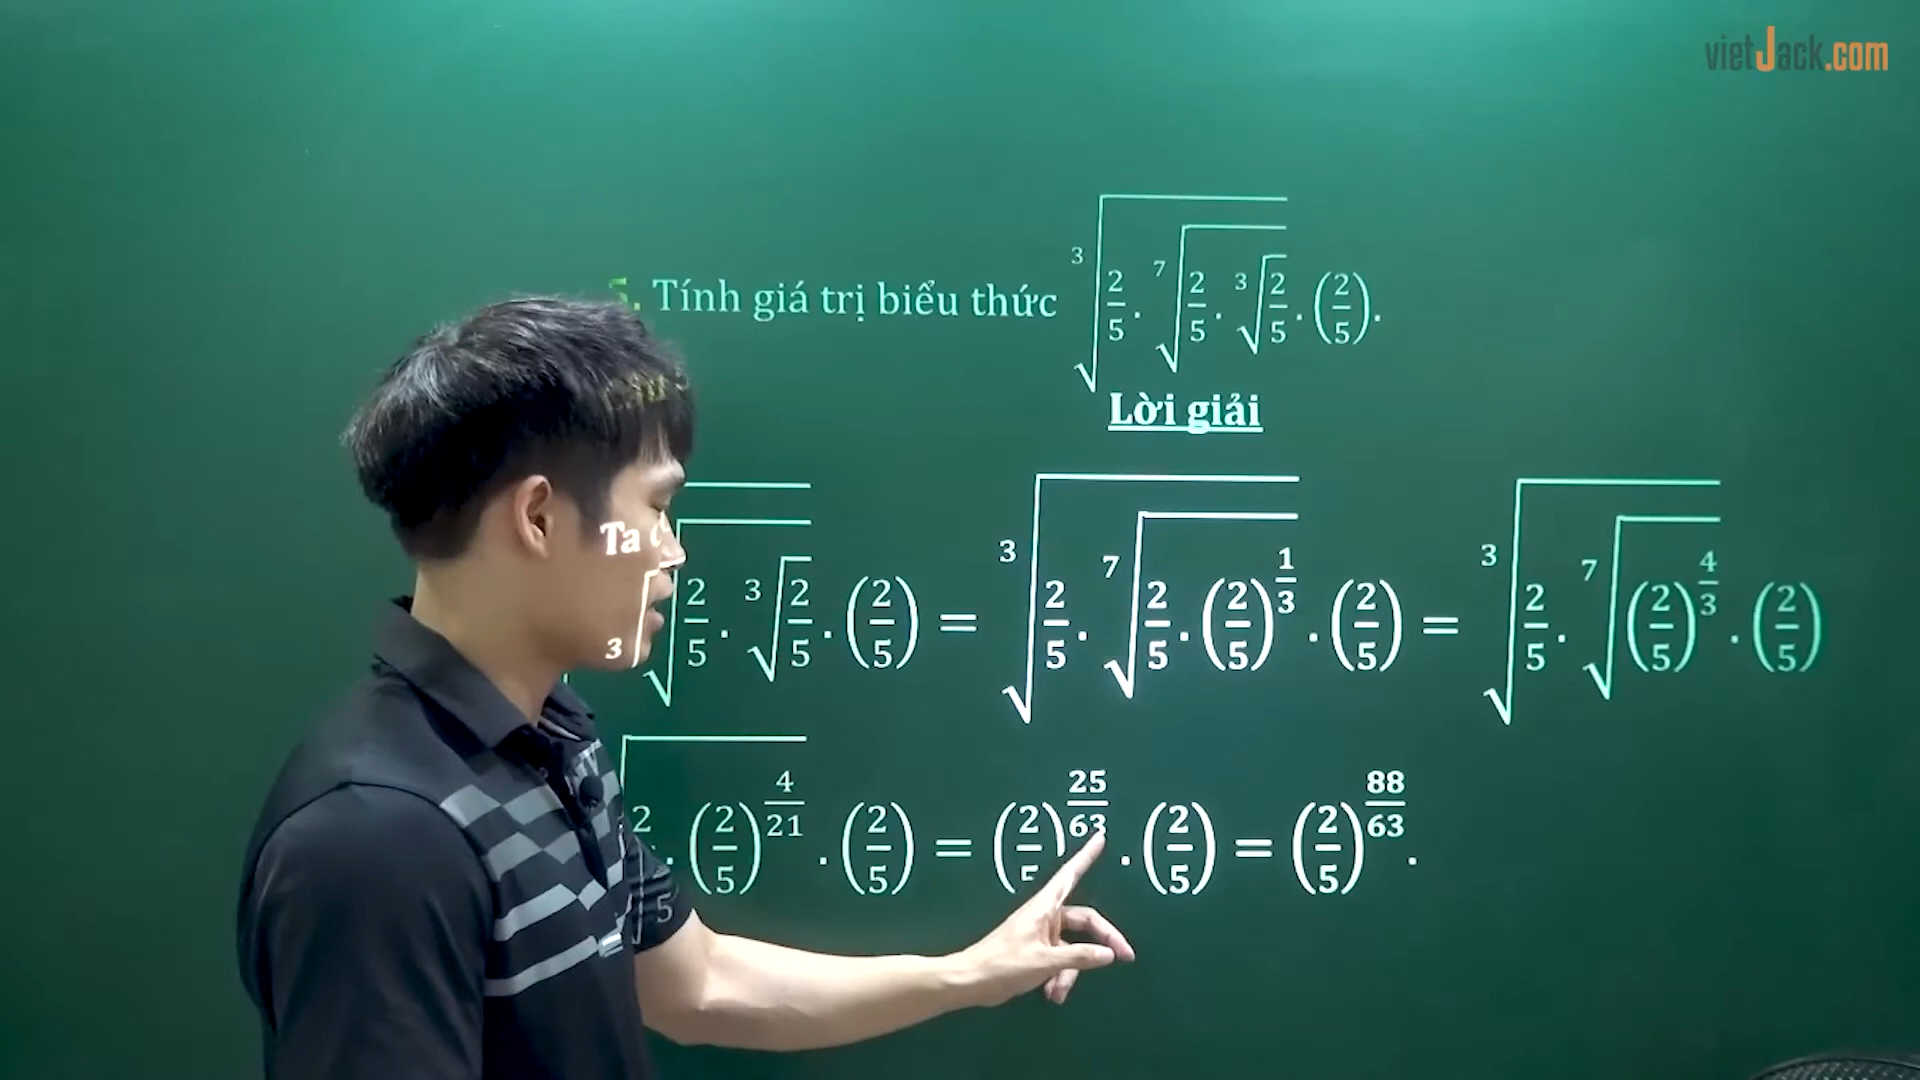 vietJack.com
5. Tính giá trị biểu thức ∛(2/5 · ⁷√(2/5 · ∛(2/5))) · (2/5).
Lời giải
Ta
3 √ 2/5 · ∛(2/5) · (2/5) = ∛(2/5 · ⁷√(2/5 · (2/5)^(1/3))) · (2/5) = ∛(2/5 · ⁷√((2/5)^(4/3))) · (2/5)
√(2/5 · (2/5)^(4/21)) · (2/5) = (2/5)^(25/63) · (2/5) = (2/5)^(88/63).